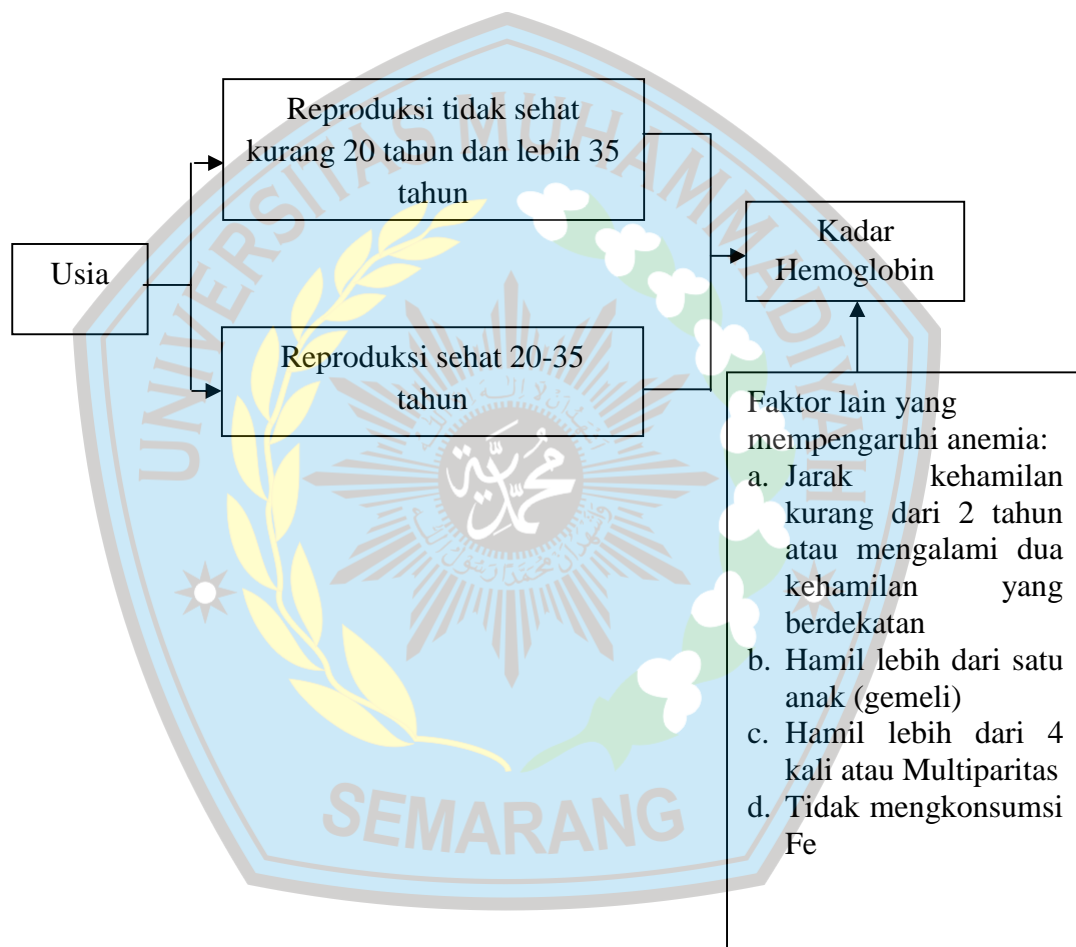 Reproduksi tidak sehat
kurang 20 tahun dan lebih 35
tahun
Usia
Kadar
Hemoglobin
Reproduksi sehat 20-35
tahun
Faktor lain yang
mempengaruhi anemia:
a. Jarak kehamilan
kurang dari 2 tahun
atau mengalami dua
kehamilan yang
berdekatan
b. Hamil lebih dari satu
anak (gemeli)
c. Hamil lebih dari 4
kali atau Multiparitas
d. Tidak mengkonsumsi
Fe
UNIVERSITAS MUHAMMADIYAH
محمدية
SEMARANG